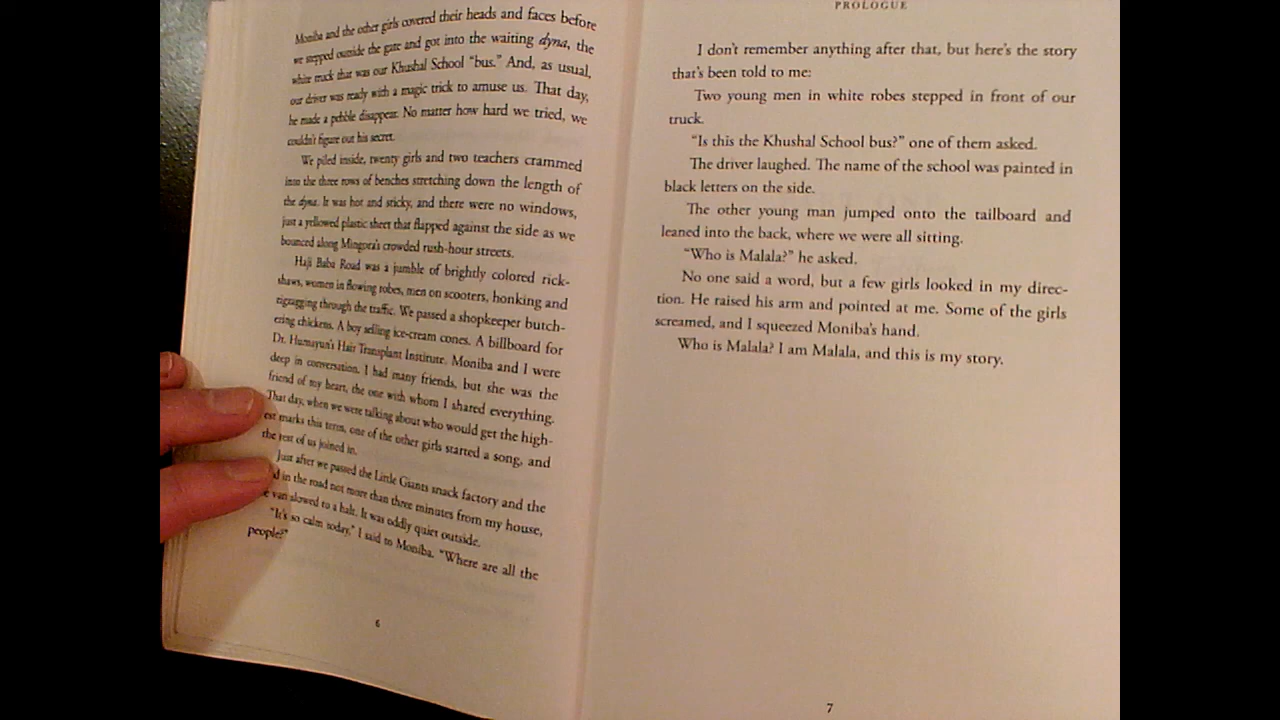 Moniba and the other girls covered their heads and faces before
we stepped outside the gate and got into the waiting dyna, the
white truck that was our Khushal School “bus.” And, as usual,
our driver was ready with a magic trick to amuse us. That day,
he made a pebble disappear. No matter how hard we tried, we
couldn’t figure out his secret.
We piled inside, twenty girls and two teachers crammed
into the three rows of benches stretching down the length of
the dyna. It was hot and sticky, and there were no windows,
just a yellowed plastic sheet that flapped against the side as we
bounced along Mingora’s crowded rush-hour streets.
Haji Baba Road was a jumble of brightly colored rick-
shaws, women in flowing robes, men on scooters, honking and
zigzagging through the traffic. We passed a shopkeeper butch-
ering chickens. A boy selling ice-cream cones. A billboard for
Dr. Humayun’s Hair Transplant Institute. Moniba and I were
deep in conversation. I had many friends, but she was the
friend of my heart, the one with whom I shared everything.
That day, when we were talking about who would get the high-
est marks this term, one of the other girls started a song, and
the rest of us joined in.
Just after we passed the Little Giants snack factory and the
d in the road not more than three minutes from my house,
e van slowed to a halt. It was oddly quiet outside.
“It’s so calm today,” I said to Moniba. “Where are all the
people?”
6
PROLOGUE
I don’t remember anything after that, but here’s the story
that’s been told to me:
Two young men in white robes stepped in front of our
truck.
“Is this the Khushal School bus?” one of them asked.
The driver laughed. The name of the school was painted in
black letters on the side.
The other young man jumped onto the tailboard and
leaned into the back, where we were all sitting.
“Who is Malala?” he asked.
No one said a word, but a few girls looked in my direc-
tion. He raised his arm and pointed at me. Some of the girls
screamed, and I squeezed Moniba’s hand.
Who is Malala? I am Malala, and this is my story.
7